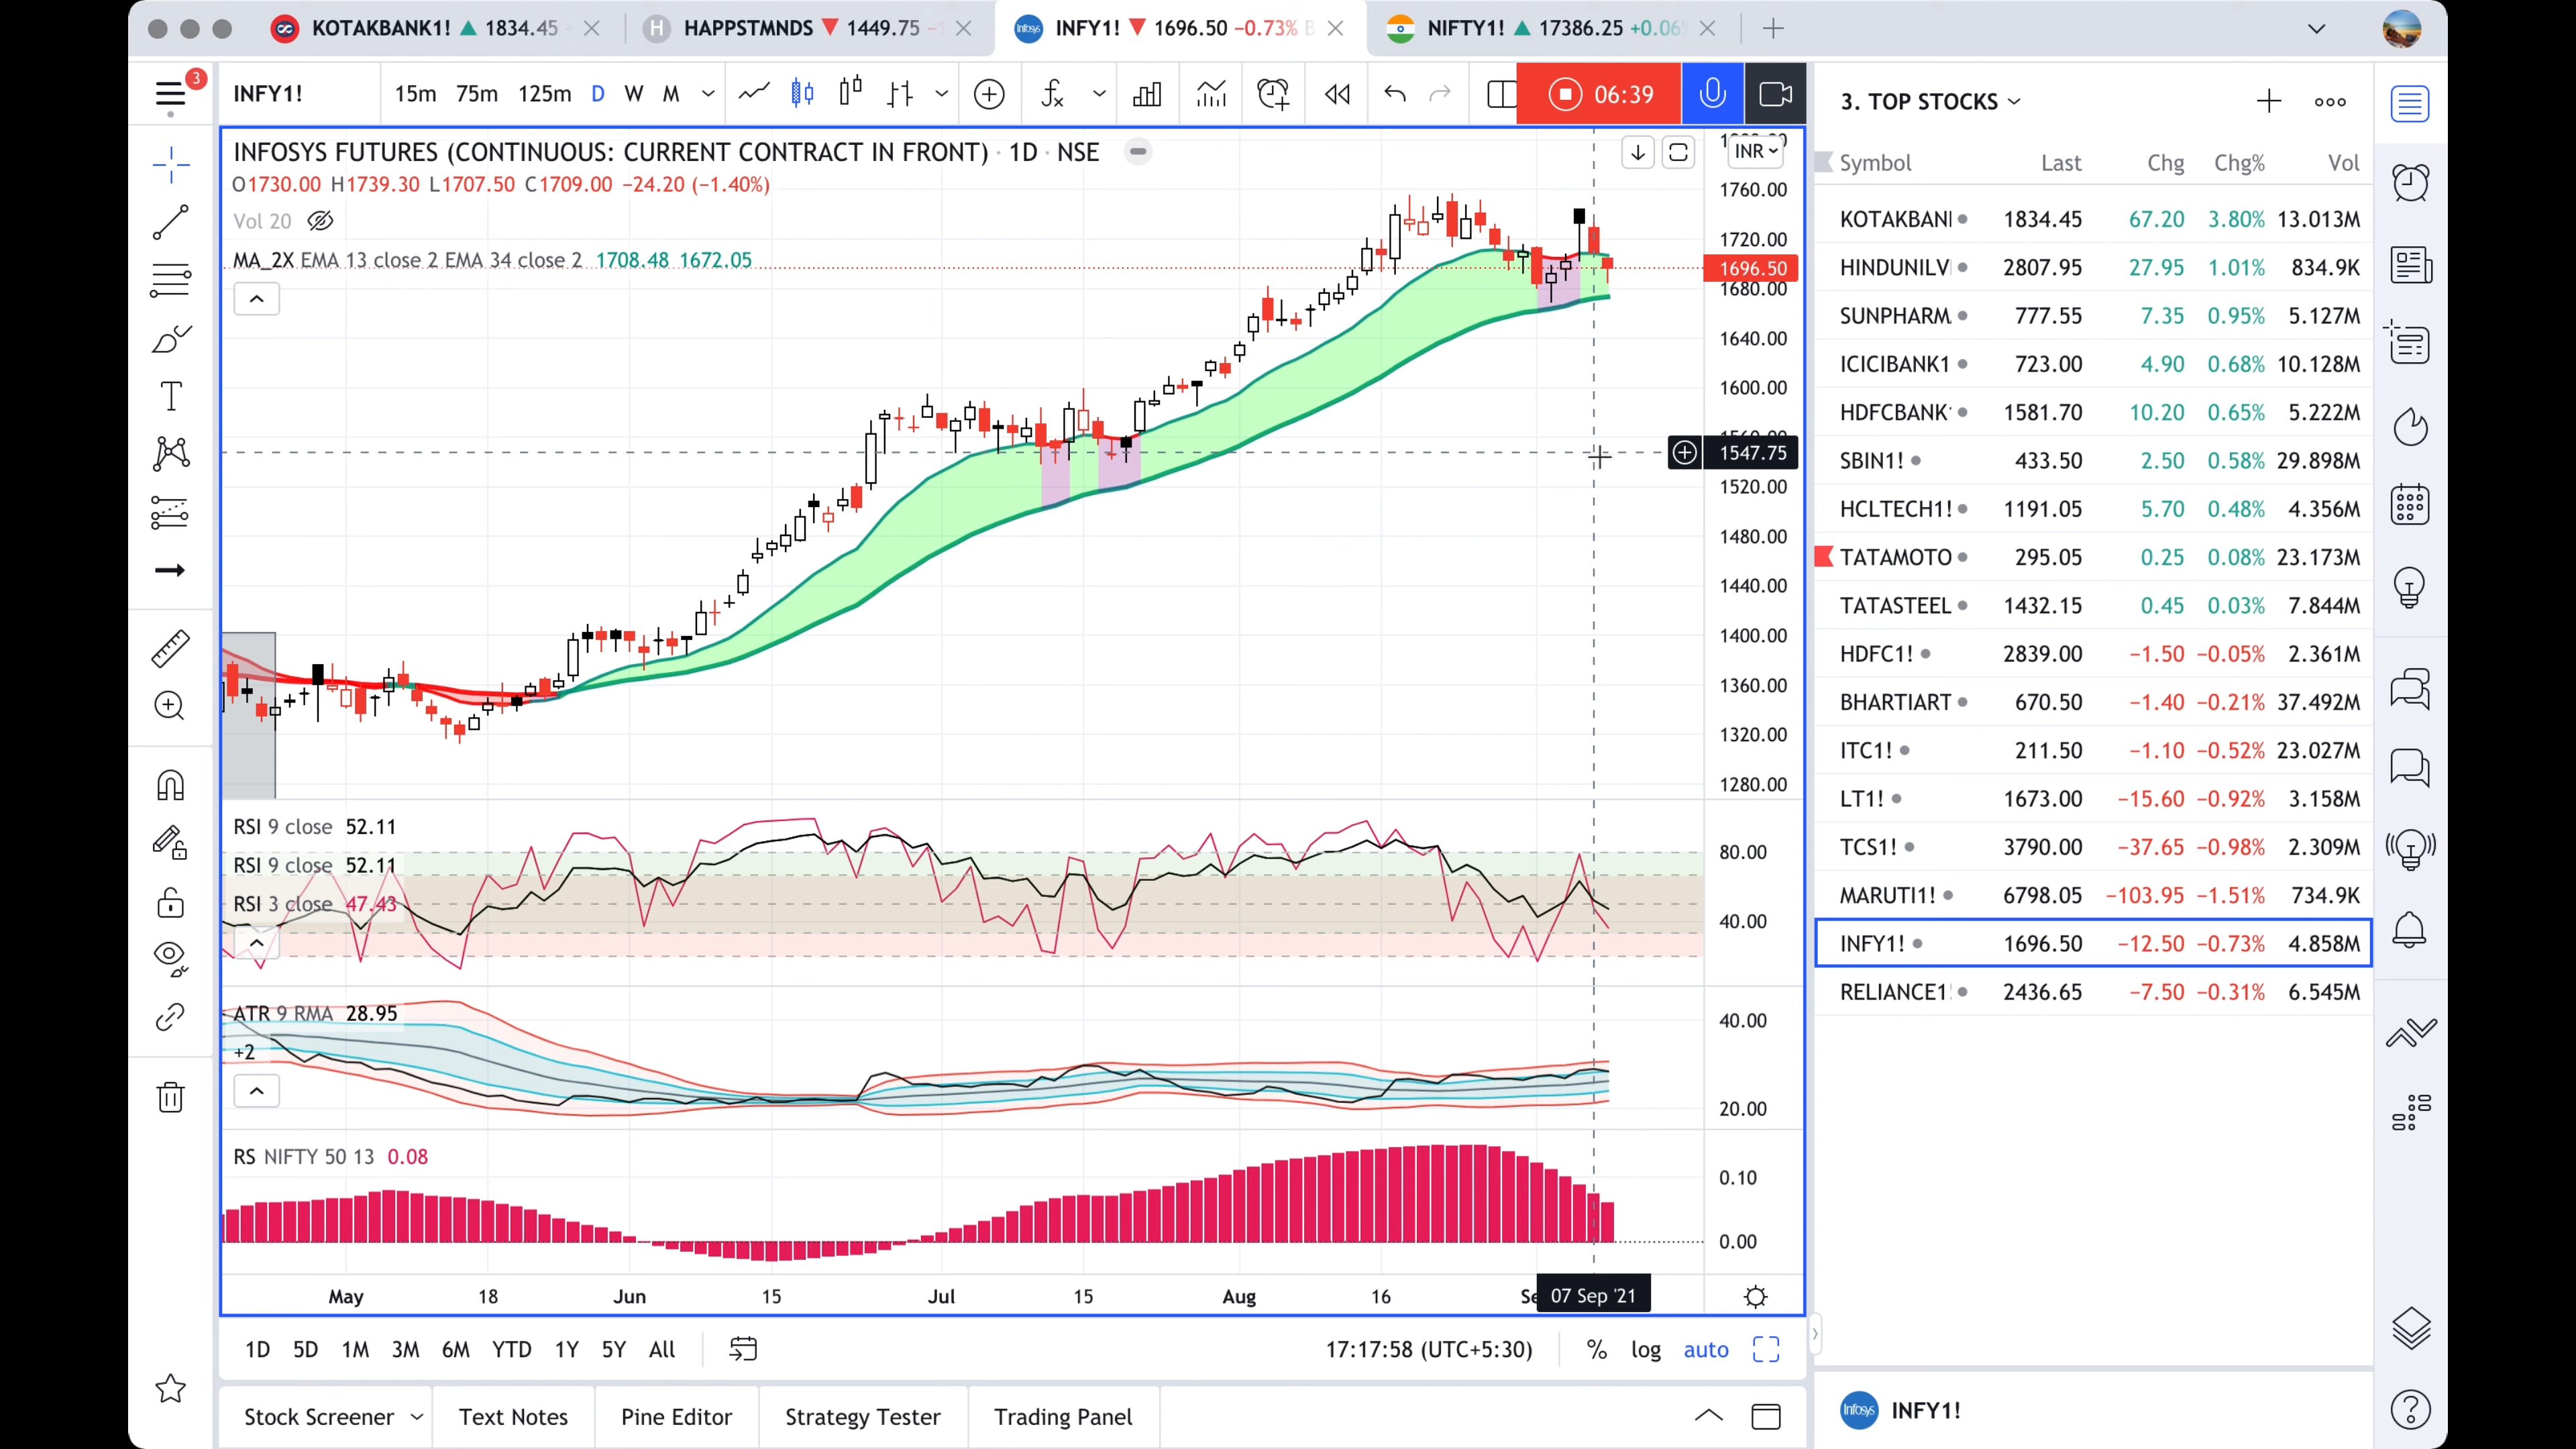 KOTAKBANK1! ▲ 1834.45
HAPPSTMNDS ▼ 1449.75
INFY1! ▼ 1696.50 −0.73%
NIFTY1! ▲ 17386.25 +0.06
3
INFY1!
15m 75m 125m D W M
06:39
INFOSYS FUTURES (CONTINUOUS: CURRENT CONTRACT IN FRONT) · 1D · NSE
O1730.00 H1739.30 L1707.50 C1709.00 −24.20 (−1.40%)
Vol 20
MA_2X EMA 13 close 2 EMA 34 close 2 1708.48 1672.05
INR
1760.00
1720.00
1696.50
1680.00
1640.00
1600.00
1547.75
1520.00
1480.00
1440.00
1400.00
1360.00
1320.00
1280.00
RSI 9 close 52.11
RSI 9 close 52.11
RSI 3 close 47.43
80.00
40.00
ATR 9 RMA 28.95
+2
40.00
20.00
RS NIFTY 50 13 0.08
0.10
0.00
May 18 Jun 15 Jul 15 Aug 16 07 Sep '21
1D 5D 1M 3M 6M YTD 1Y 5Y All
17:17:58 (UTC+5:30) % log auto
Stock Screener Text Notes Pine Editor Strategy Tester Trading Panel
3. TOP STOCKS
Symbol Last Chg Chg% Vol
KOTAKBAN 1834.45 67.20 3.80% 13.013M
HINDUNILV 2807.95 27.95 1.01% 834.9K
SUNPHARM 777.55 7.35 0.95% 5.127M
ICICIBANK1 723.00 4.90 0.68% 10.128M
HDFCBANK 1581.70 10.20 0.65% 5.222M
SBIN1! 433.50 2.50 0.58% 29.898M
HCLTECH1! 1191.05 5.70 0.48% 4.356M
TATAMOTO 295.05 0.25 0.08% 23.173M
TATASTEEL 1432.15 0.45 0.03% 7.844M
HDFC1! 2839.00 −1.50 −0.05% 2.361M
BHARTIART 670.50 −1.40 −0.21% 37.492M
ITC1! 211.50 −1.10 −0.52% 23.027M
LT1! 1673.00 −15.60 −0.92% 3.158M
TCS1! 3790.00 −37.65 −0.98% 2.309M
MARUTI1! 6798.05 −103.95 −1.51% 734.9K
INFY1! 1696.50 −12.50 −0.73% 4.858M
RELIANCE1 2436.65 −7.50 −0.31% 6.545M
Infosys INFY1!